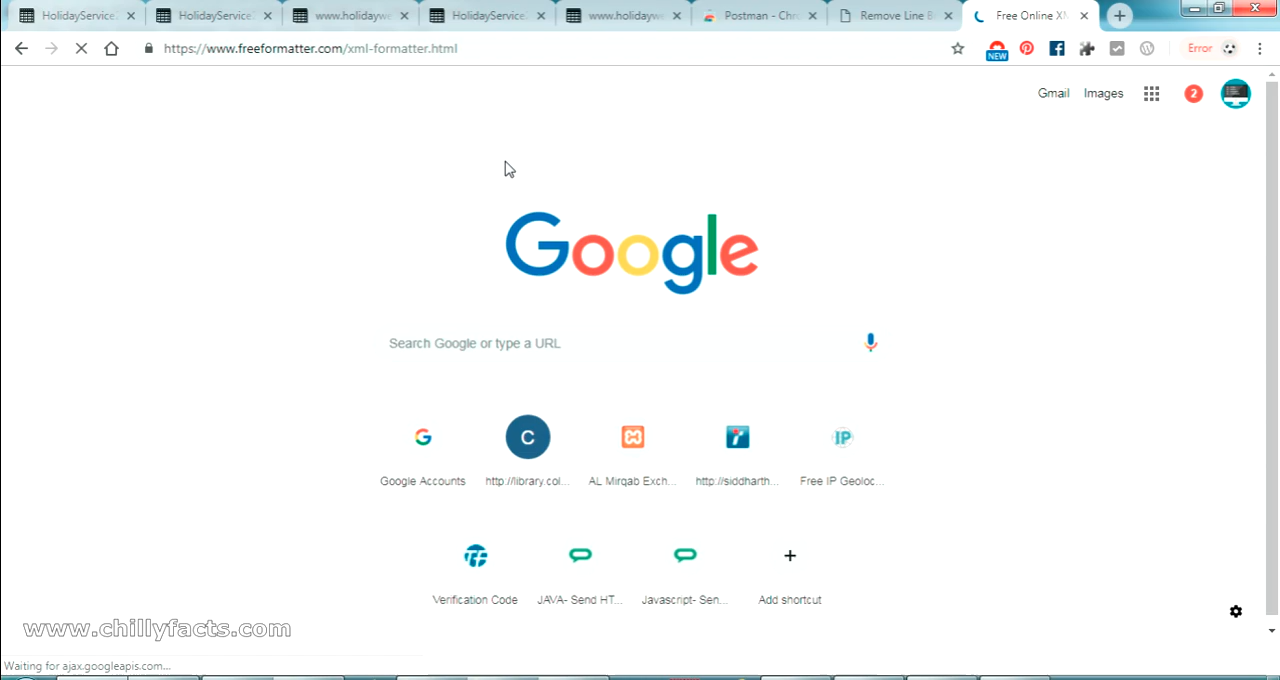 HolidayService
HolidayService
www.holidaywe
HolidayService
www.holidaywe
Postman - Chr
Remove Line B
Free Online XM
https://www.freeformatter.com/xml-formatter.html
NEW
Error
Gmail
Images
2
Google
Search Google or type a URL
C
IP
Google Accounts
http://library.col...
AL Mirqab Exch...
http://siddharth...
Free IP Geoloc...
Verification Code
JAVA- Send HT...
Javascript- Sen...
Add shortcut
www.chillyfacts.com
Waiting for ajax.googleapis.com...